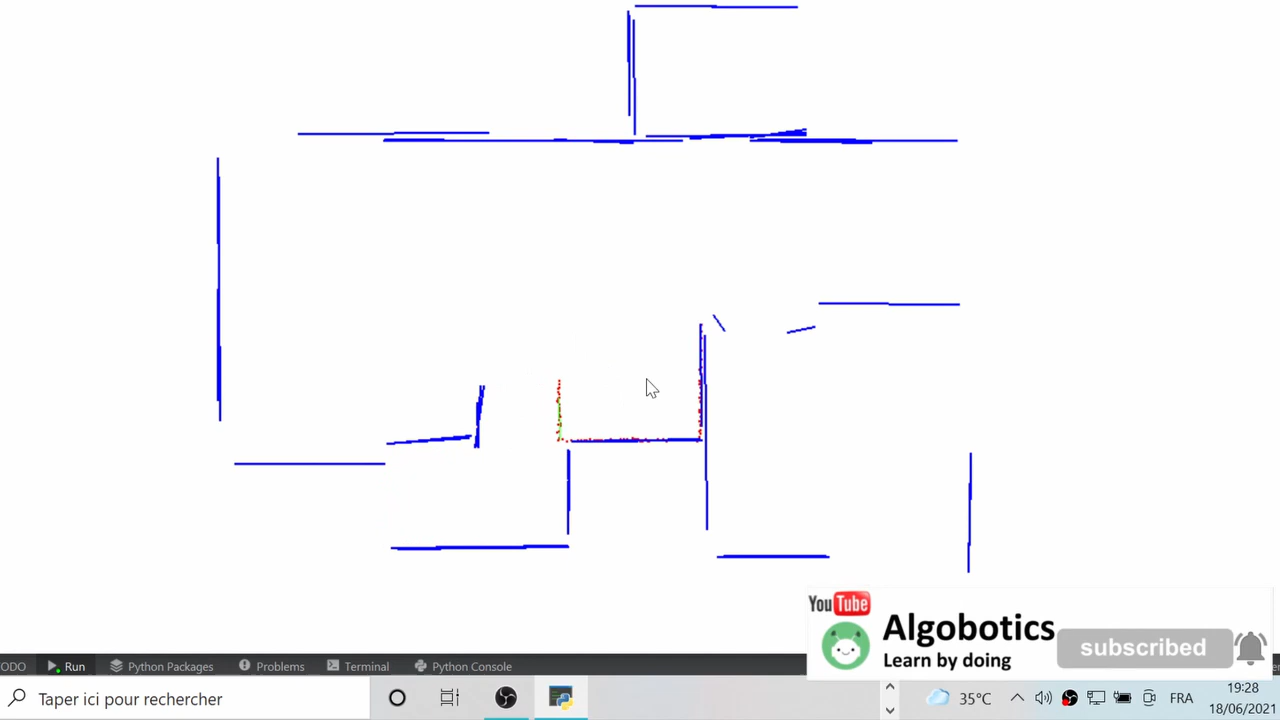 YouTube
Algobotics
Learn by doing
subscribed
ODO
Run
Python Packages
Problems
Terminal
Python Console
Taper ici pour rechercher
35°C
FRA
19:28
18/06/2021